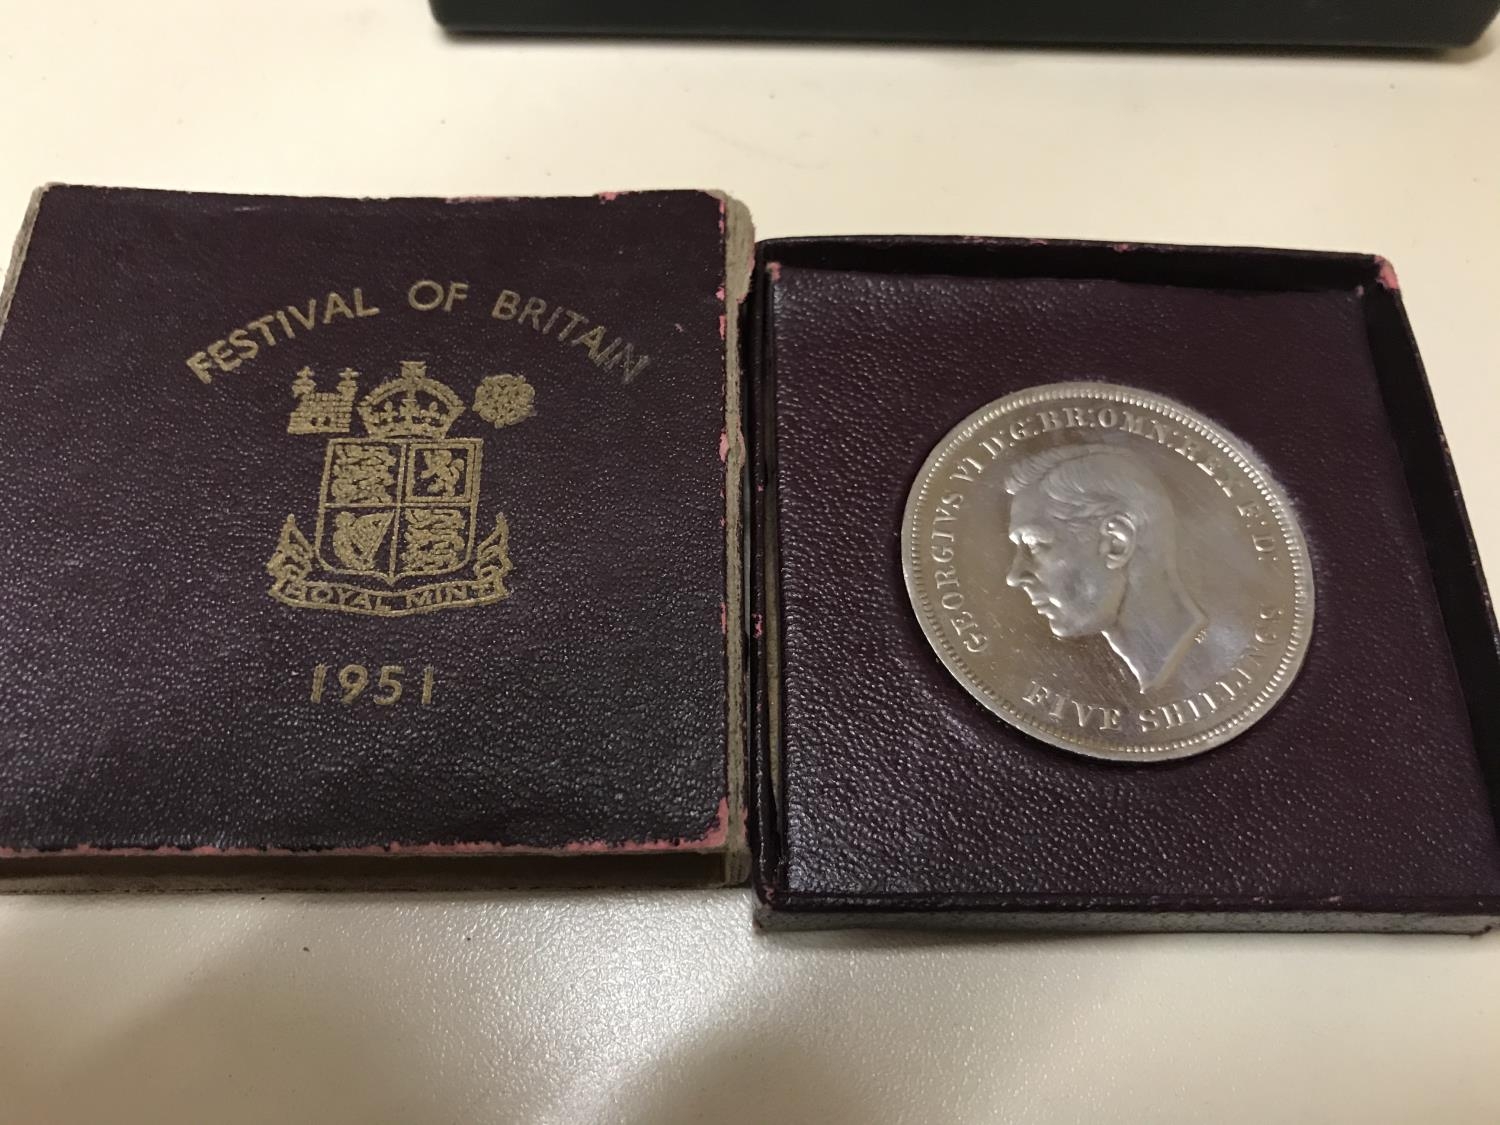 FESTIVAL OF BRITAIN
ROYAL MINT
1951
GEORGIVS VI D:G:BR:OMN:REX F:D:
FIVE SHILLINGS